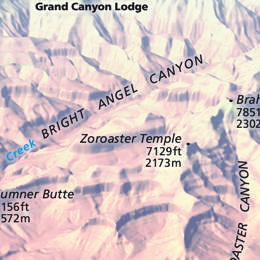 Grand Canyon Lodge
BRIGHT ANGEL CANYON
Creek
Brah
7851
2302
Zoroaster Temple
7129ft
2173m
umner Butte
156ft
572m
ASTER CANYON